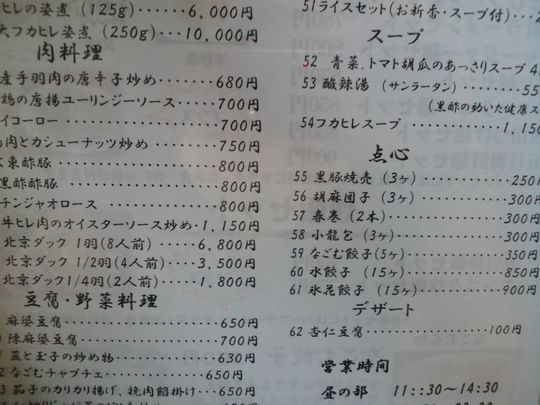 ヒレの姿煮 (125g)・・・・・6,000円
大フカヒレ姿煮 (250g)・・・10,000円
肉料理
産手羽肉の唐辛子炒め・・・・・680円
鶏の唐揚ユーリンジーソース・・・・700円
イコーロー・・・・・・・・700円
肉とカシューナッツ炒め・・・・・750円
東酢豚・・・・・・・・800円
黒酢酢豚・・・・・・・・800円
チンジャオロース・・・・・・800円
牛ヒレ肉のオイスターソース炒め・1,150円
北京ダック 1羽(8人前)・・・・・6,800円
北京ダック 1/2羽(4人前)・・・・3,500円
北京ダック1/4羽(2人前)・・・・1,800円
豆腐・野菜料理
麻婆豆腐・・・・・・・・650円
陳麻婆豆腐・・・・・・・700円
1 韮と玉子の炒め物・・・・・630円
2 なごむチャプチェ・・・・・650円
3 茄子のカリカリ揚げ、挽肉餡掛け・・・650円
51 ライスセット(お新香・スープ付)・・・2
スープ
52 青菜、トマト胡瓜のあっさりスープ 4
53 酸辣湯 (サンラータン)・・・・・55
(黒酢の効いた健康ス
54 フカヒレスープ・・・・・・1,15
点心
55 黒豚焼売 (3ヶ)・・・・・・250
56 胡麻団子 (3ヶ)・・・・・・300円
57 春巻 (2本)・・・・・・・300円
58 小龍包 (3ヶ)・・・・・・300円
59 なごむ餃子(5ヶ)・・・・・350円
60 水餃子 (15ヶ)・・・・・・850円
61 水花餃子 (15ヶ)・・・・・900円
デザート
62 杏仁豆腐・・・・・・・100円
営業時間
昼の部 11::30〜14:30